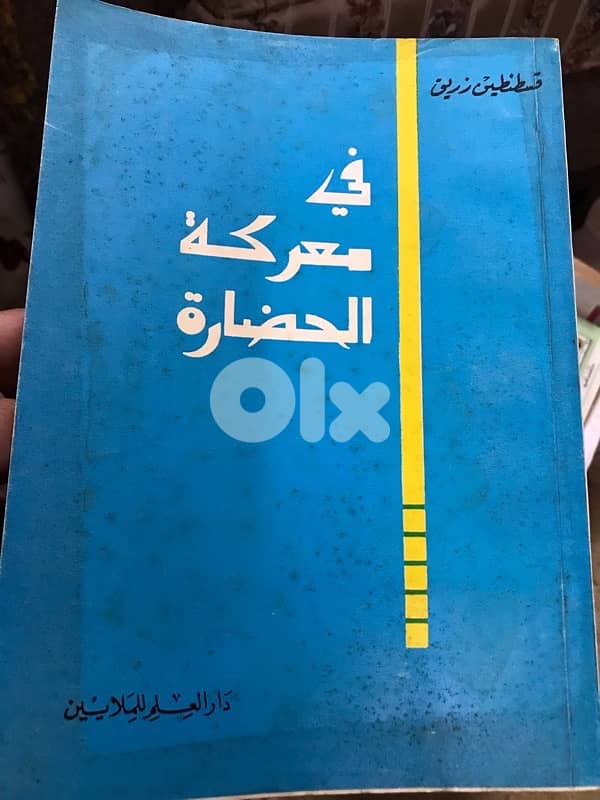 قسطنطين زريق
في
معركة
الحضارة
Olx
دار العلم للملايين